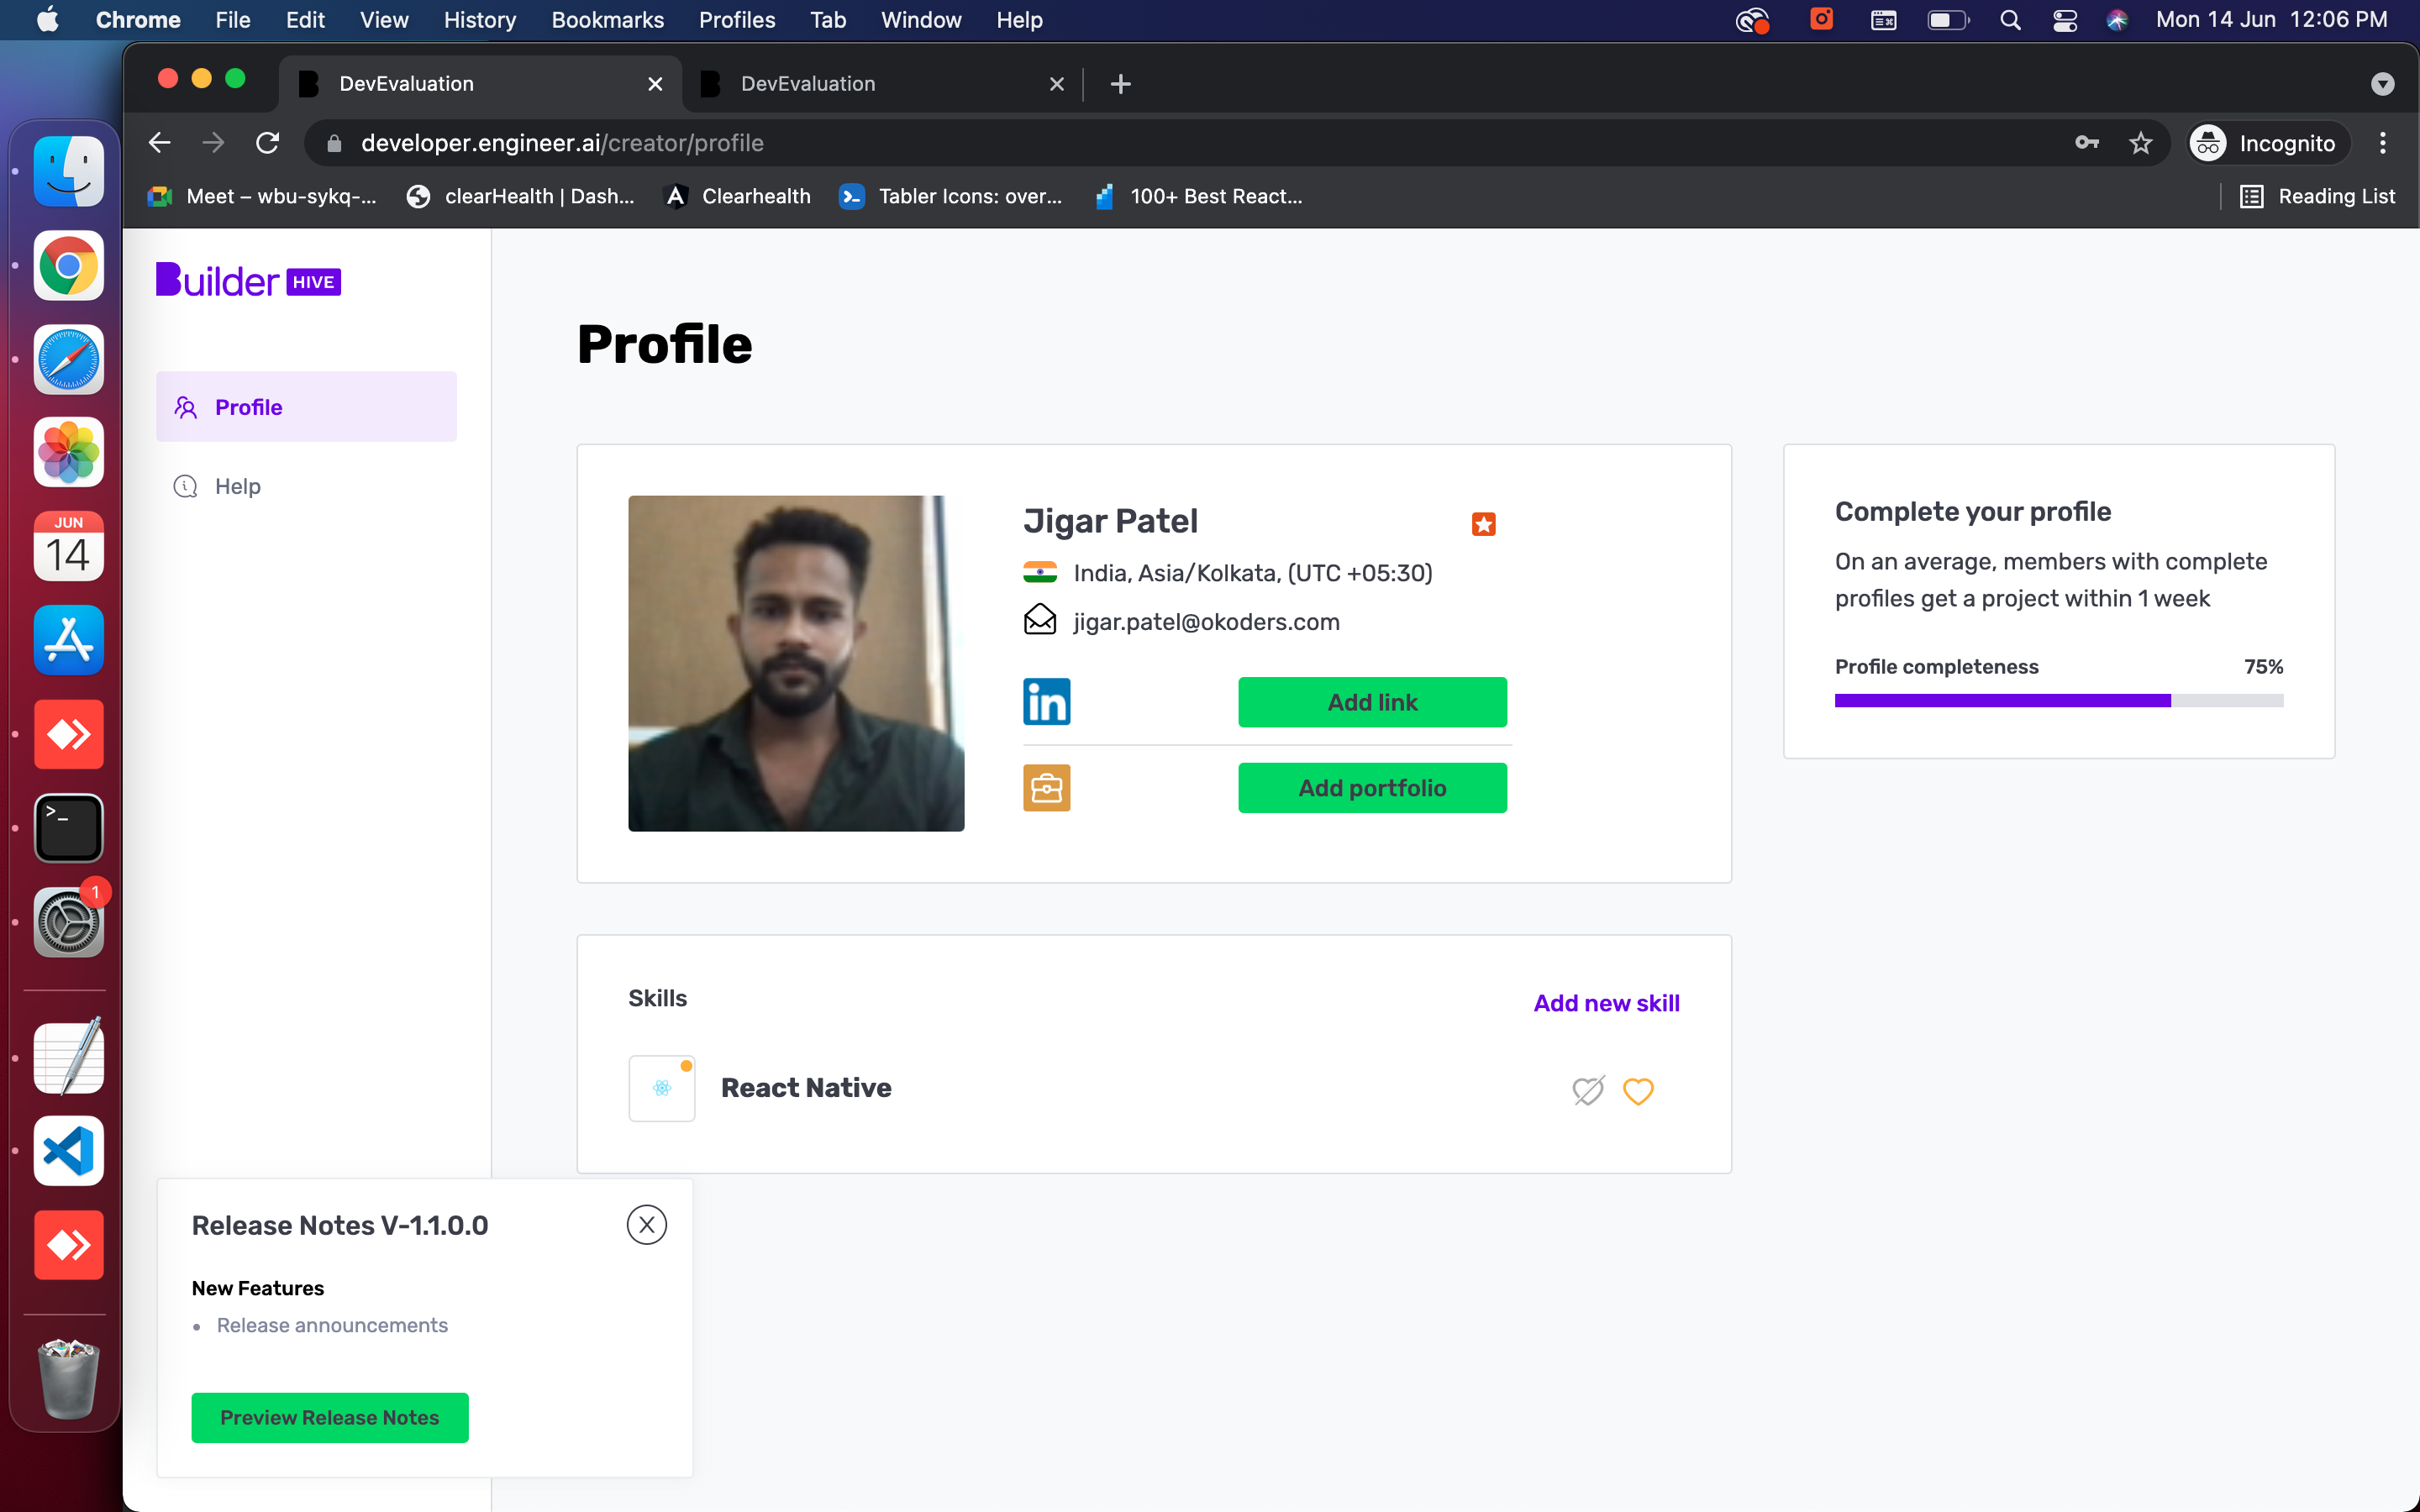 Chrome File Edit View History Bookmarks Profiles Tab Window Help Mon 14 Jun 12:06 PM
DevEvaluation DevEvaluation
developer.engineer.ai/creator/profile Incognito
Meet – wbu-sykq-... clearHealth | Dash... Clearhealth Tabler Icons: over... 100+ Best React... Reading List
Builder HIVE
Profile
Help
JUN
14
>_
1
Profile
Jigar Patel
India, Asia/Kolkata, (UTC +05:30)
jigar.patel@okoders.com
in Add link
Add portfolio
Complete your profile
On an average, members with complete
profiles get a project within 1 week
Profile completeness 75%
Skills Add new skill
React Native
Release Notes V-1.1.0.0 X
New Features
• Release announcements
Preview Release Notes